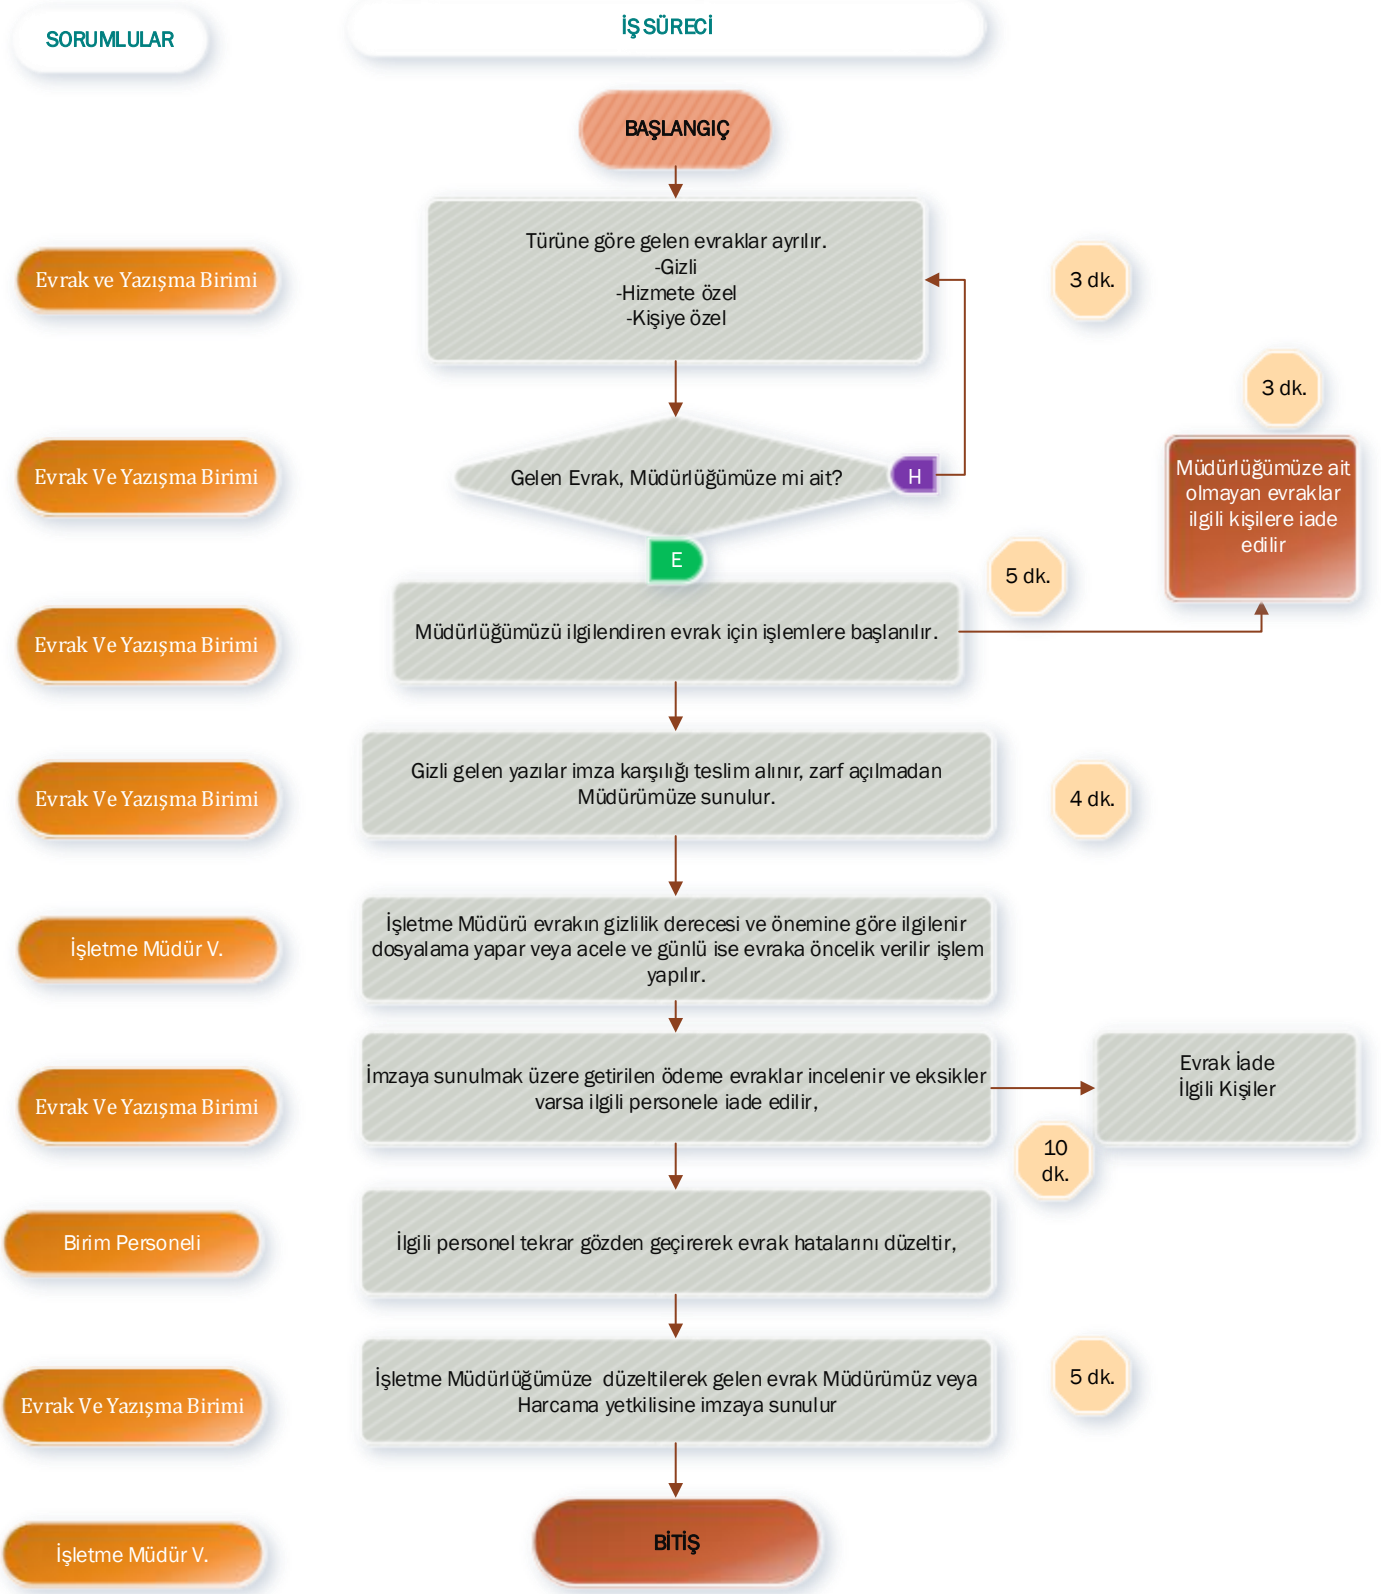 SORUMLULAR
İŞ SÜRECİ
BAŞLANGIÇ
Evrak ve Yazışma Birimi
Türüne göre gelen evraklar ayrılır.
-Gizli
-Hizmete özel
-Kişiye özel
3 dk.
3 dk.
Evrak Ve Yazışma Birimi
Gelen Evrak, Müdürlüğümüze mi ait?
H
Müdürlüğümüze ait
olmayan evraklar
ilgili kişilere iade
edilir
E
5 dk.
Evrak Ve Yazışma Birimi
Müdürlüğümüzü ilgilendiren evrak için işlemlere başlanılır.
Evrak Ve Yazışma Birimi
Gizli gelen yazılar imza karşılığı teslim alınır, zarf açılmadan
Müdürümüze sunulur.
4 dk.
İşletme Müdür V.
İşletme Müdürü evrakın gizlilik derecesi ve önemine göre ilgilenir
dosyalama yapar veya acele ve günlü ise evraka öncelik verilir işlem
yapılır.
Evrak Ve Yazışma Birimi
İmzaya sunulmak üzere getirilen ödeme evraklar incelenir ve eksikler
varsa ilgili personele iade edilir,
Evrak İade
İlgili Kişiler
10
dk.
Birim Personeli
İlgili personel tekrar gözden geçirerek evrak hatalarını düzeltir,
Evrak Ve Yazışma Birimi
İşletme Müdürlüğümüze  düzeltilerek gelen evrak Müdürümüz veya
Harcama yetkilisine imzaya sunulur
5 dk.
İşletme Müdür V.
BİTİŞ